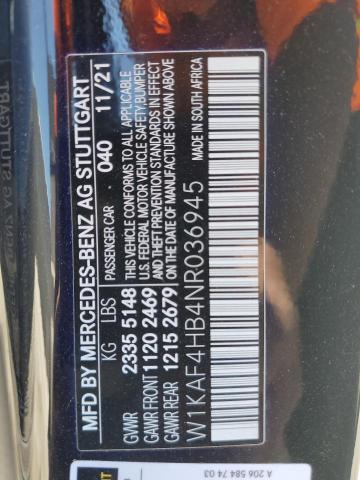 MFD BY MERCEDES-BENZ AG STUTTGART
KG LBS PASSENGER CAR 040 11/21
GVWR 2335 5148 THIS VEHICLE CONFORMS TO ALL APPLICABLE
GAWR FRONT 1120 2469 U.S. FEDERAL MOTOR VEHICLE SAFETY, BUMPER
GAWR REAR 1215 2679 AND THEFT PREVENTION STANDARDS IN EFFECT
ON THE DATE OF MANUFACTURE SHOWN ABOVE
W1KAF4HB4NR036945 MADE IN SOUTH AFRICA
A 206 584 74 03